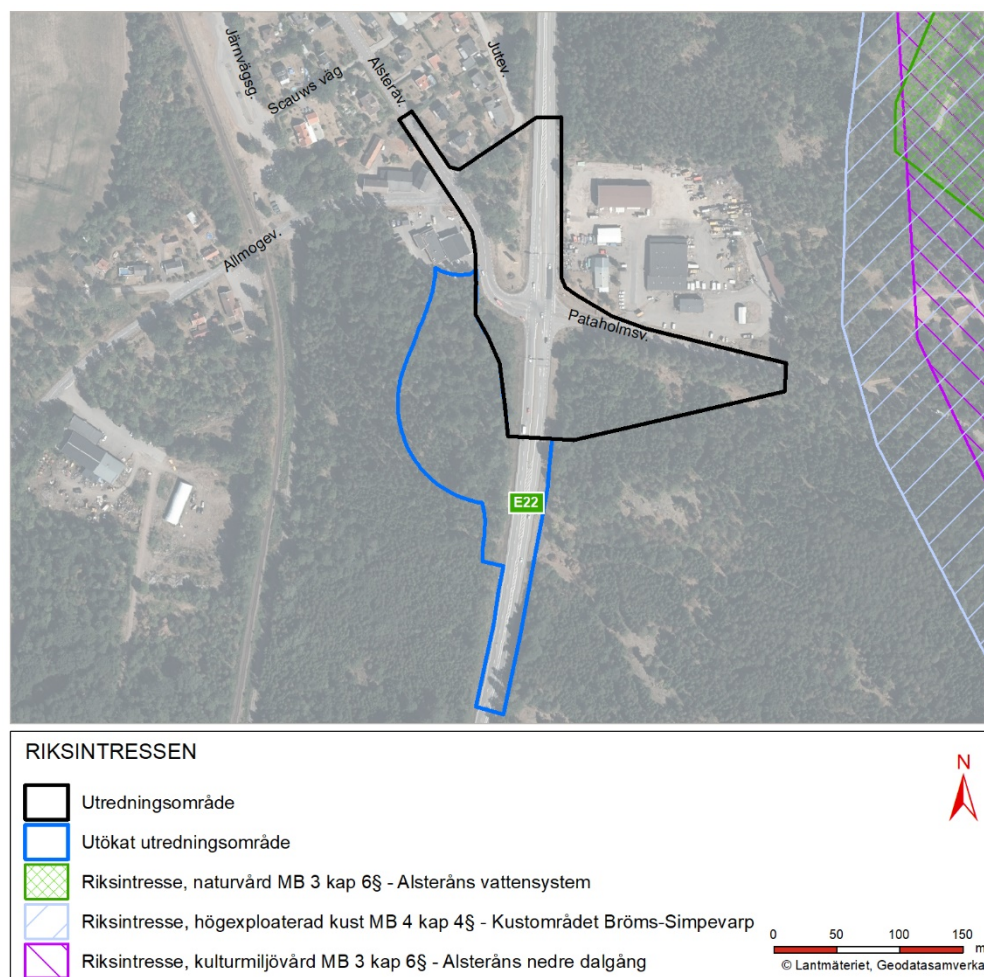 Järnvägsg.
Scauws väg
Alsteräv.
Jutev.
Allmogev.
Pataholmsv.
E22
RIKSINTRESSEN
Utredningsområde
Utökat utredningsområde
Riksintresse, naturvård MB 3 kap 6§ - Alsteråns vattensystem
Riksintresse, högexploaterad kust MB 4 kap 4§ - Kustområdet Bröms-Simpevarp
Riksintresse, kulturmiljövård MB 3 kap 6§ - Alsteråns nedre dalgång
N
0 50 100 150
m
© Lantmäteriet, Geodatasamverka